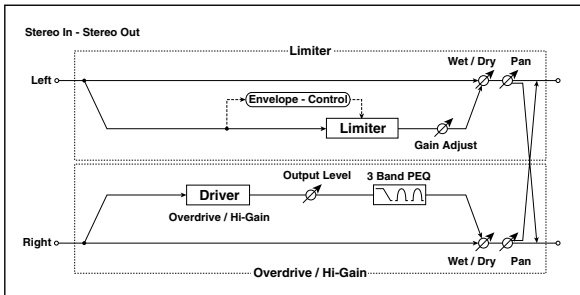 Stereo In - Stereo Out
Limiter
Wet / Dry
Pan
Left
Envelope - Control
Limiter
Gain Adjust
Output Level
3 Band PEQ
Driver
Overdrive / Hi-Gain
Right
Wet / Dry
Pan
Overdrive / Hi-Gain